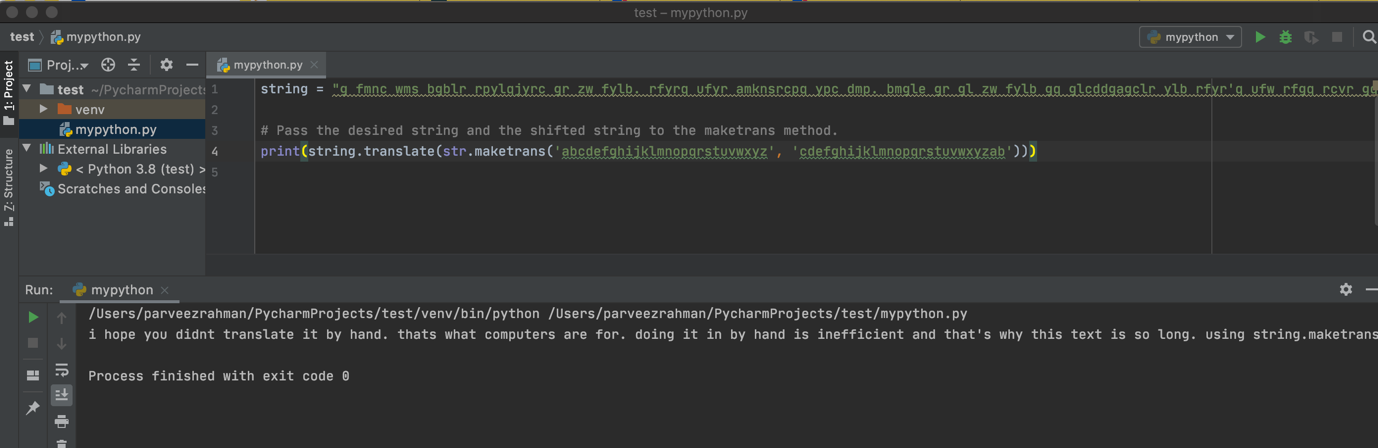 test – mypython.py
test mypython.py
mypython
1: Project
Proj...
mypython.py
test ~/PycharmProjects
venv
mypython.py
External Libraries
< Python 3.8 (test) >
Scratches and Consoles
Z: Structure
1 string = "g fmnc wms bgblr rpylqjyrc gr zw fylb. rfyrq ufyr amknsrcpq ypc dmp. bmgle gr gl zw fylb gq glcddgagclr ylb rfyr'q ufw rfgq rcvr gq
2
3 # Pass the desired string and the shifted string to the maketrans method.
4 print(string.translate(str.maketrans('abcdefghijklmnopqrstuvwxyz', 'cdefghijklmnopqrstuvwxyzab')))
5
Run: mypython
/Users/parveezrahman/PycharmProjects/test/venv/bin/python /Users/parveezrahman/PycharmProjects/test/mypython.py
i hope you didnt translate it by hand. thats what computers are for. doing it in by hand is inefficient and that's why this text is so long. using string.maketrans
Process finished with exit code 0